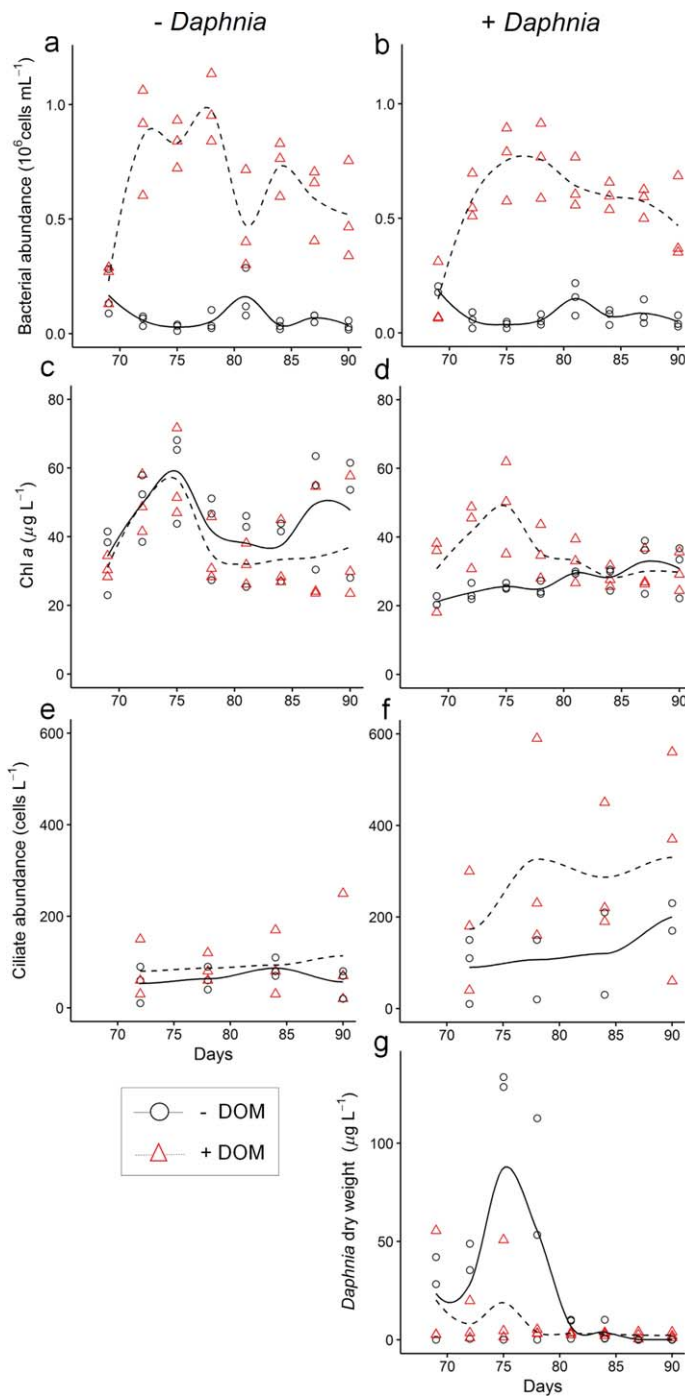 - Daphnia
+ Daphnia
a
b
Bacterial abundance (10⁶cells mL⁻¹)
1.0
0.5
0.0
70 75 80 85 90
1.0
0.5
0.0
70 75 80 85 90
c
d
Chl a (µg L⁻¹)
80
60
40
20
0
70 75 80 85 90
80
60
40
20
0
70 75 80 85 90
e
f
Ciliate abundance (cells L⁻¹)
600
400
200
0
70 75 80 85 90
Days
600
400
200
0
70 75 80 85 90
g
- DOM
+ DOM
Daphnia dry weight (µg L⁻¹)
100
50
0
70 75 80 85 90
Days